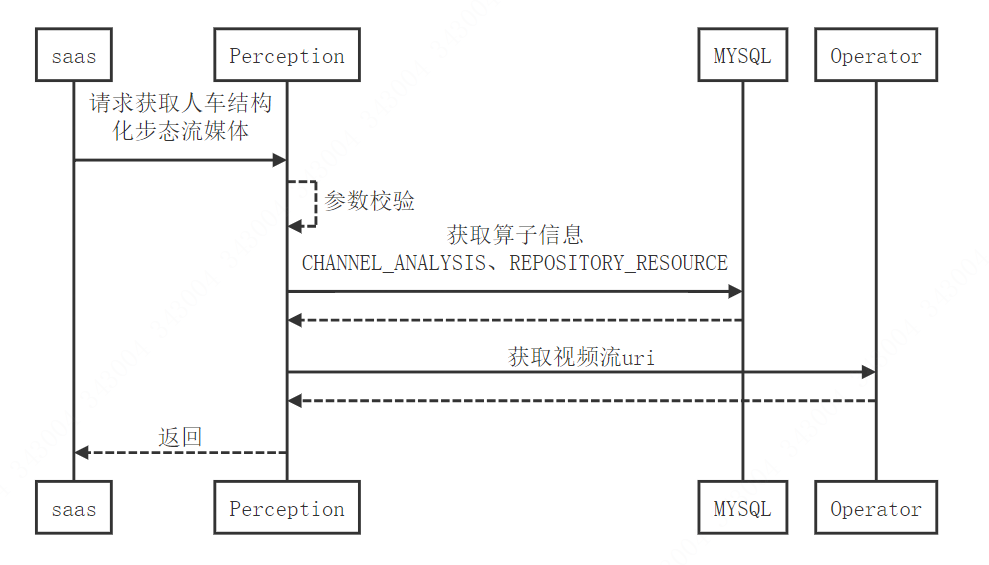 saas
Perception
MYSQL
Operator
请求获取人车结构
化步态流媒体
参数校验
获取算子信息
CHANNEL_ANALYSIS、REPOSITORY_RESOURCE
获取视频流uri
返回
saas
Perception
MYSQL
Operator